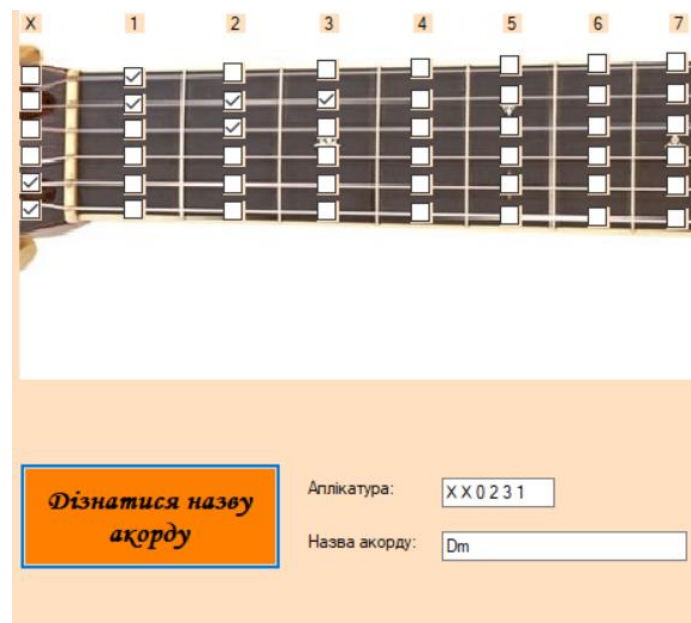 X 1 2 3 4 5 6 7
Дізнатися назву
акорду
Аплікатура:
X X 0 2 3 1
Назва акорду:
Dm